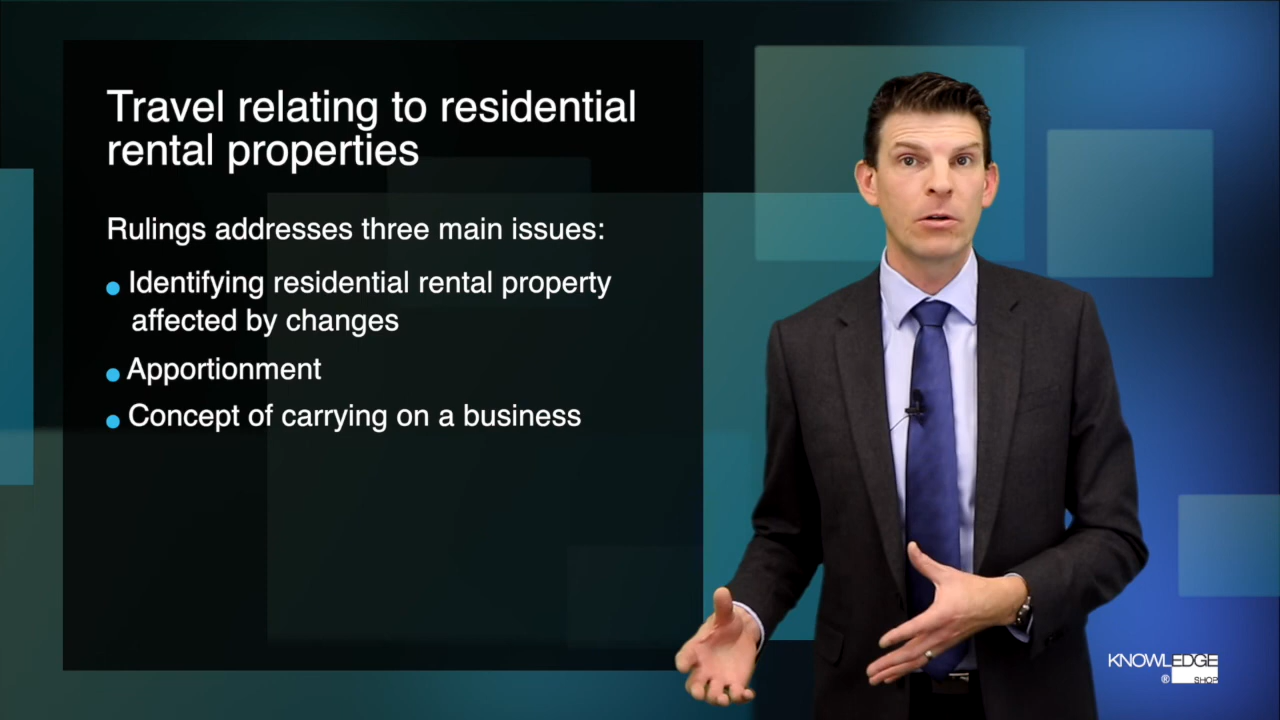 Travel relating to residential
rental properties
Rulings addresses three main issues:
Identifying residential rental property
affected by changes
Apportionment
Concept of carrying on a business
KNOWLEDGE
® SHOP